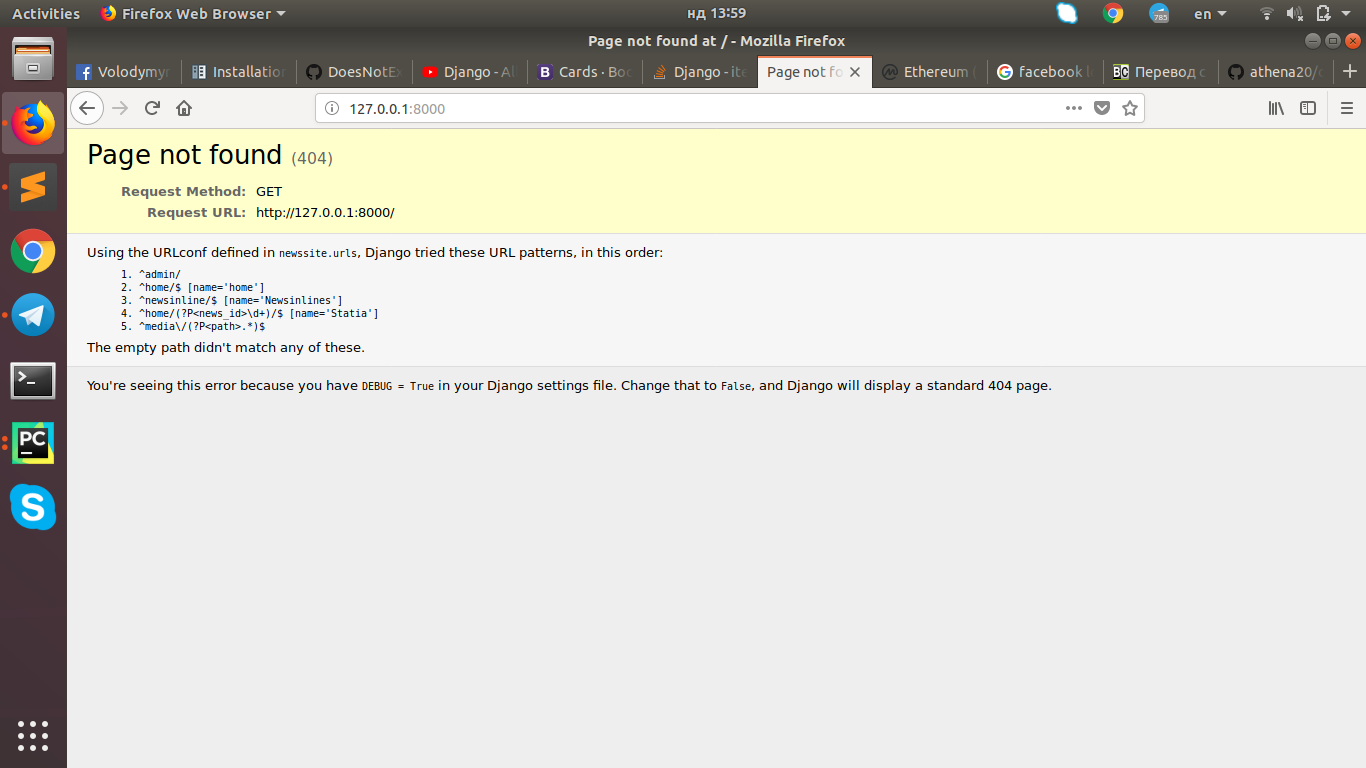 Activities Firefox Web Browser нд 13:59 785 en
Page not found at / - Mozilla Firefox
Volodymyr Installation DoesNotEx Django - Al Cards · Boo Django - ite Page not fo Ethereum ( facebook l BC Перевод с athena20/
127.0.0.1:8000
Page not found (404)
Request Method: GET
Request URL: http://127.0.0.1:8000/
Using the URLconf defined in newssite.urls, Django tried these URL patterns, in this order:
1. ^admin/
2. ^home/$ [name='home']
3. ^newsinline/$ [name='Newsinlines']
4. ^home/(?P<news_id>\d+)/$ [name='Statia']
5. ^media\/(?P<path>.*)$
The empty path didn't match any of these.
You're seeing this error because you have DEBUG = True in your Django settings file. Change that to False, and Django will display a standard 404 page.
PC
S